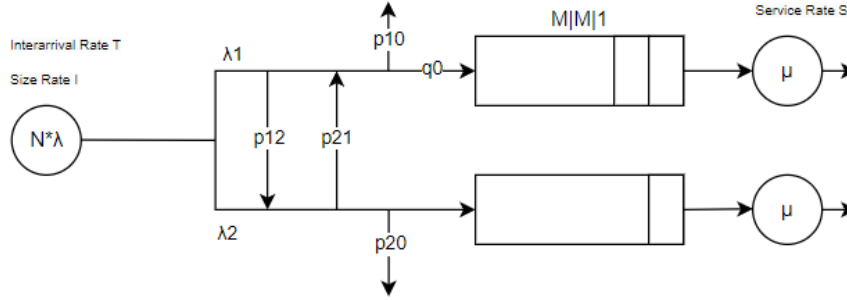 Interarrival Rate T
Size Rate I
N*λ
λ1
λ2
p12
p21
p10
q0
p20
M|M|1
Service Rate S
μ
μ